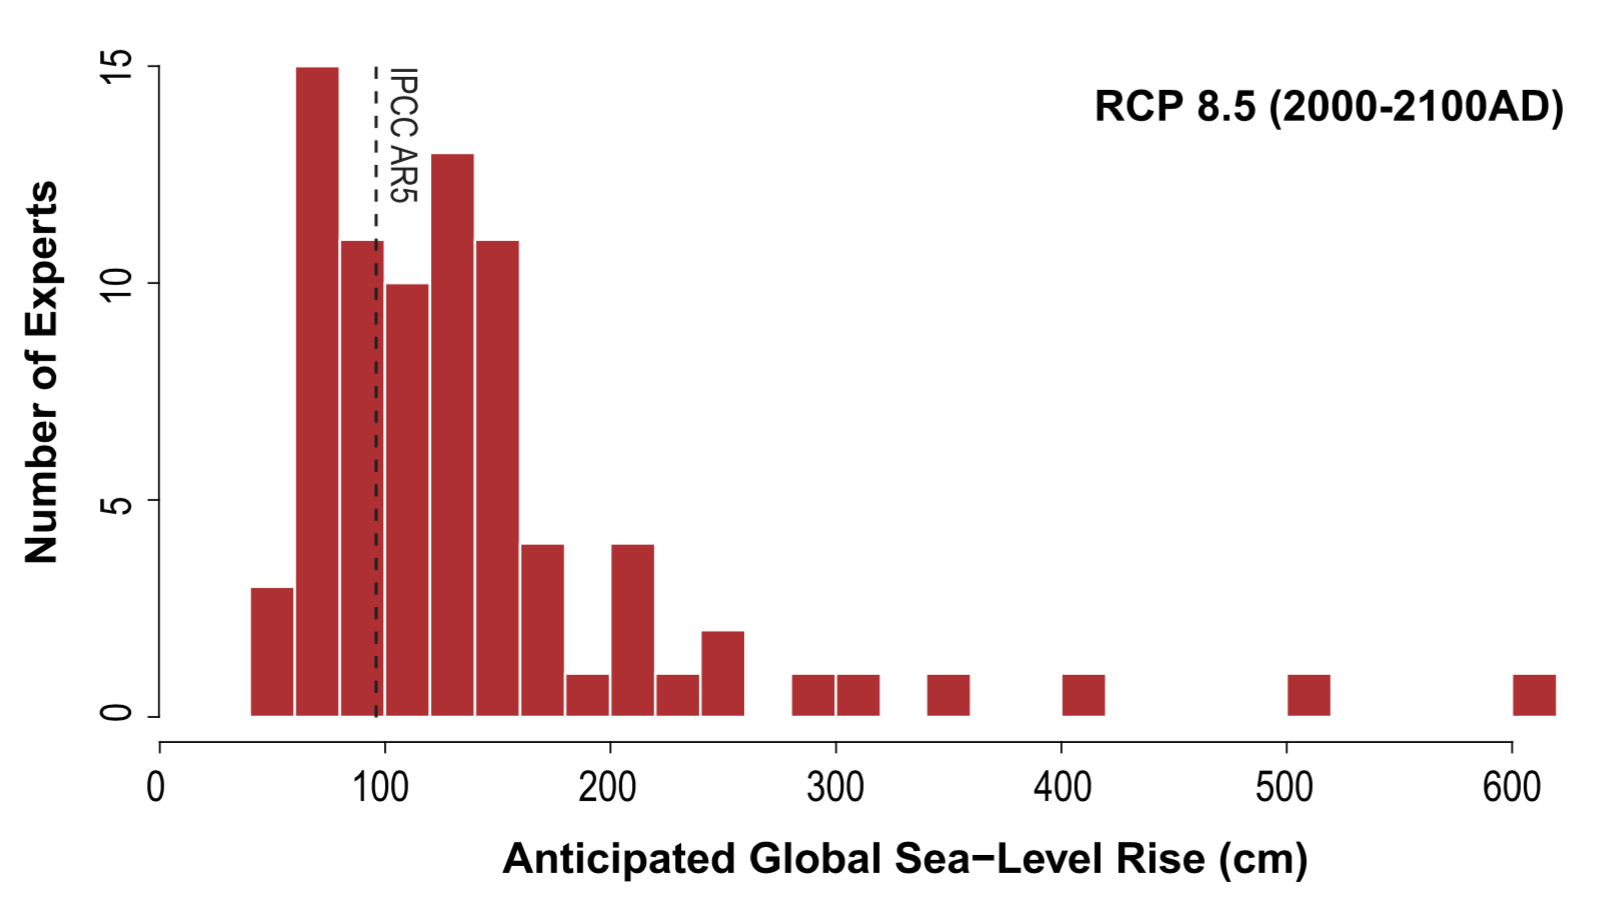 RCP 8.5 (2000-2100AD)
IPCC AR5
Number of Experts
15
10
5
0
0 100 200 300 400 500 600
Anticipated Global Sea−Level Rise (cm)